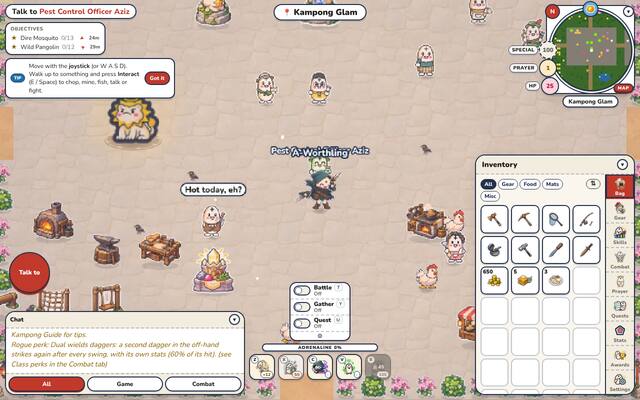 Talk to Pest Control Officer Aziz
OBJECTIVES
Dire Mosquito 0/13 ▲ 24m
Wild Pangolin 0/12 ▲ 29m
TIP
Move with the joystick (or W A S D).
Walk up to something and press Interact
(E / Space) to chop, mine, fish, talk or
fight.
Got it
Kampong Glam
SPECIAL 100
PRAYER 1
HP 25
N
MAP
Kampong Glam
A-Worthling
Hot today, eh?
Talk to
Inventory
All
Gear
Food
Mats
Misc
650
5
3
Bag
Gear
Skills
Combat
Prayer
Quests
Stats
Awards
Settings
Battle
Off
Gather
Off
Quest
Off
ADRENALINE 0%
Chat
Kampong Guide for tips.
Rogue perk: Dual wields daggers: a second dagger in the off-hand
strikes again after every swing, with its own stats (60% of its hit). (see
Class perks in the Combat tab)
All
Game
Combat